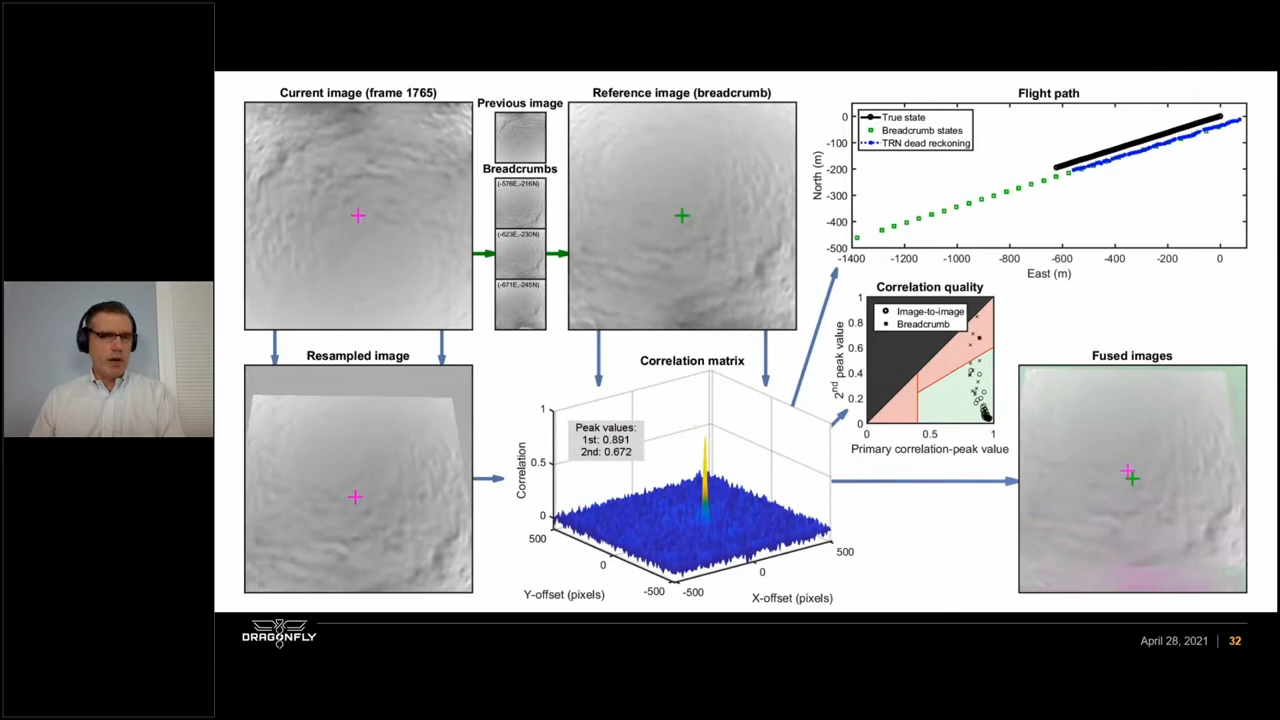 Current image (frame 1765)
Previous image
Breadcrumbs
(-576E,-216N)
(-623E,-230N)
(-671E,-245N)
Reference image (breadcrumb)
Flight path
True state
Breadcrumb states
TRN dead reckoning
North (m)
0
-100
-200
-300
-400
-500
-1400 -1200 -1000 -800 -600 -400 -200 0
East (m)
Resampled image
Correlation matrix
Peak values:
1st: 0.891
2nd: 0.672
Correlation
1
0.5
0
500
0
-500
Y-offset (pixels)
-500
0
500
X-offset (pixels)
Correlation quality
Image-to-image
Breadcrumb
2nd peak value
1
0.8
0.6
0.4
0.2
0
0 0.5 1
Primary correlation-peak value
Fused images
DRAGONFLY
April 28, 2021 | 32